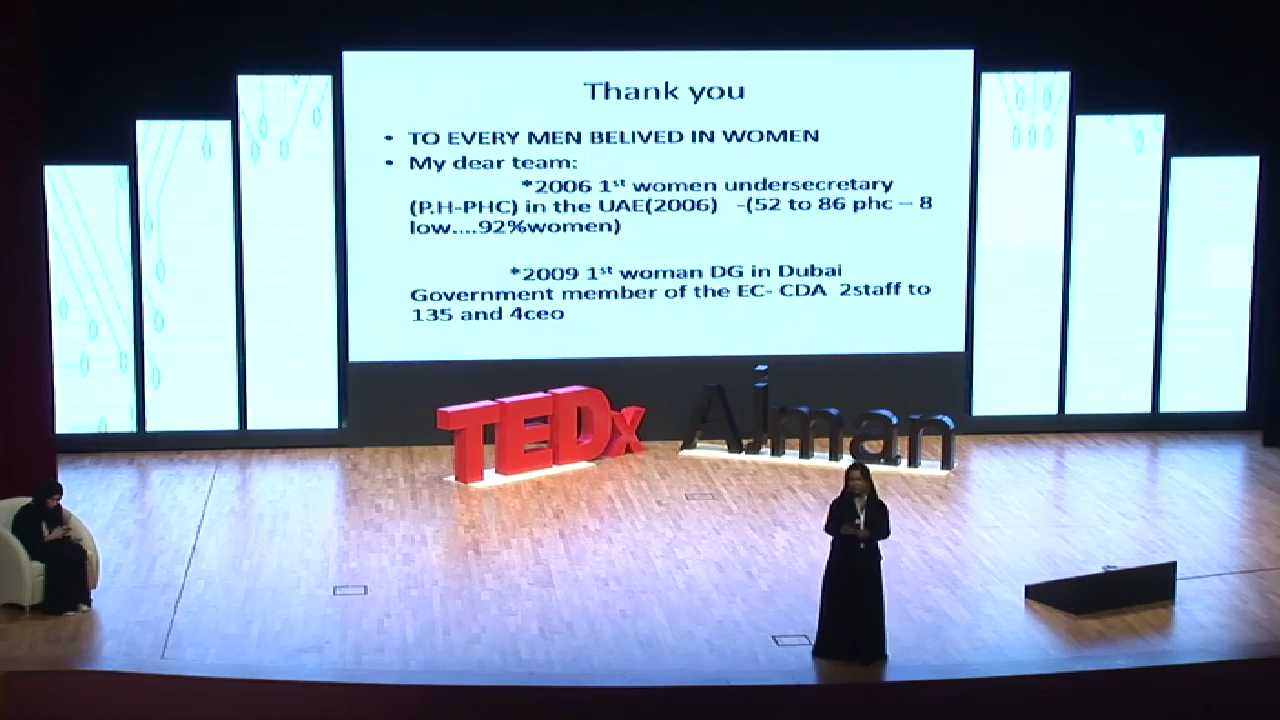 Thank you
• TO EVERY MEN BELIVED IN WOMEN
• My dear team:
*2006 1st women undersecretary
(P.H-PHC) in the UAE(2006) -(52 to 86 phc – 8
low....92%women)
*2009 1st woman DG in Dubai
Government member of the EC- CDA 2staff to
135 and 4ceo
TEDx Ajman